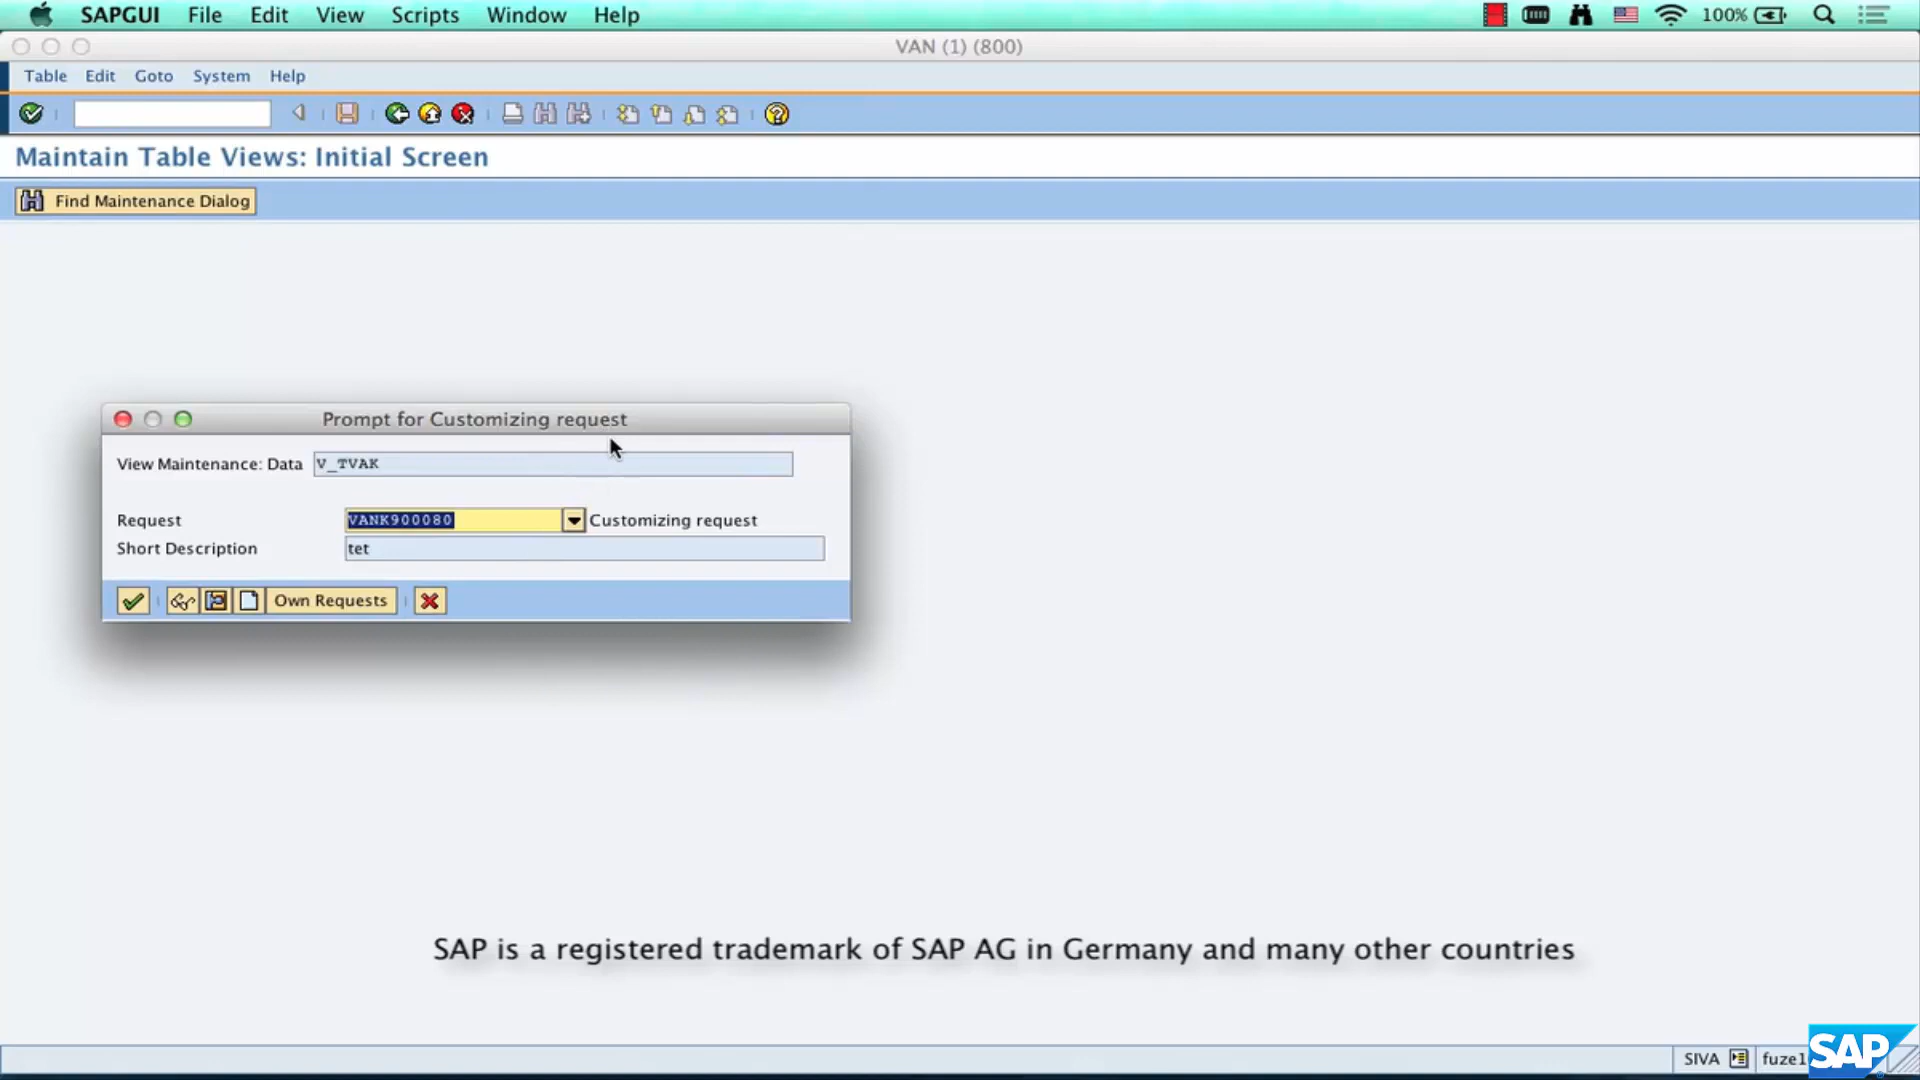 SAPGUI File Edit View Scripts Window Help 100%
VAN (1) (800)
Table Edit Goto System Help
Maintain Table Views: Initial Screen
Find Maintenance Dialog
Prompt for Customizing request
View Maintenance: Data V_TVAK
Request VANK900080 Customizing request
Short Description tet
Own Requests
SAP is a registered trademark of SAP AG in Germany and many other countries
SIVA fuze1
SAP